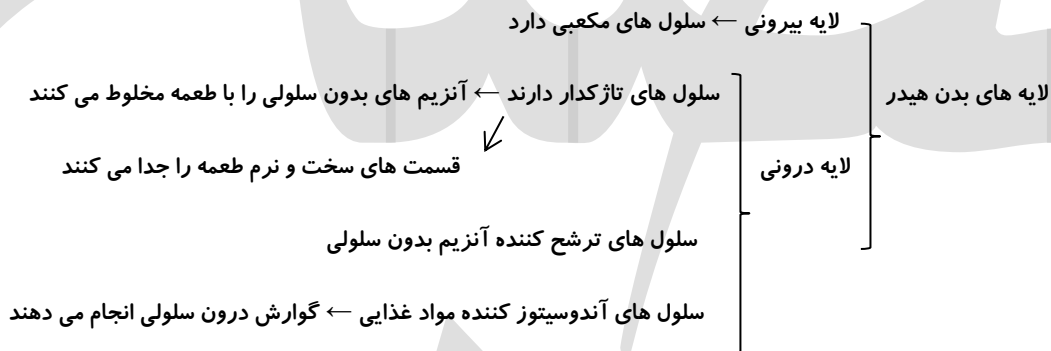 لایه بیرونی ← سلول های مکعبی دارد
لایه های بدن هیدر
سلول های تاژکدار دارند ← آنزیم های بدون سلولی را با طعمه مخلوط می کنند
لایه درونی
قسمت های سخت و نرم طعمه را جدا می کنند
سلول های ترشح کننده آنزیم بدون سلولی
سلول های آندوسیتوز کننده مواد غذایی ← گوارش درون سلولی انجام می دهند